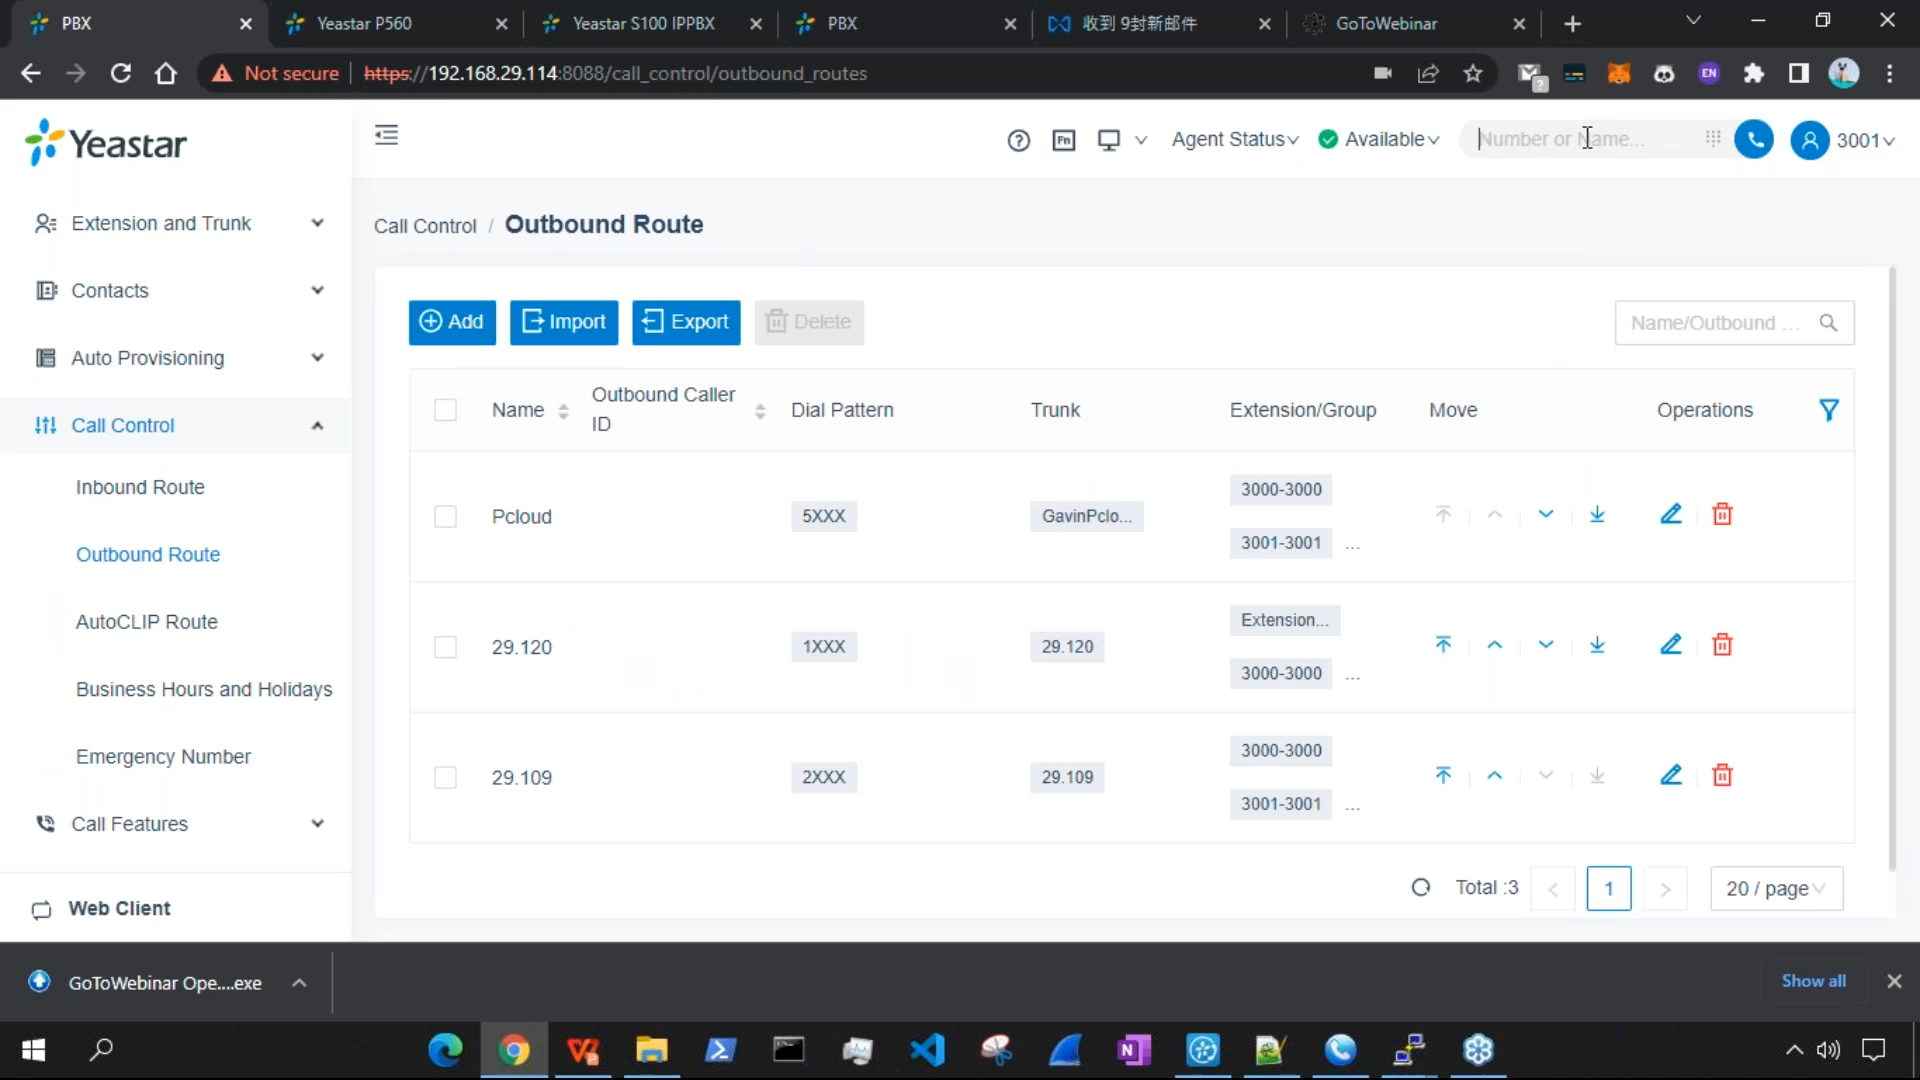 PBX
Yeastar P560
Yeastar S100 IPPBX
PBX
收到 9封新邮件
GoToWebinar
Not secure
https://192.168.29.114:8088/call_control/outbound_routes
EN
?
Yeastar
Fn
Agent Status
Available
Number or Name...
3001
Extension and Trunk
Contacts
Auto Provisioning
Call Control
Inbound Route
Outbound Route
AutoCLIP Route
Business Hours and Holidays
Emergency Number
Call Features
Web Client
Call Control / Outbound Route
Add
Import
Export
Delete
Name/Outbound ...
Name
Outbound Caller
ID
Dial Pattern
Trunk
Extension/Group
Move
Operations
Pcloud
5XXX
GavinPclo...
3000-3000
3001-3001
...
29.120
1XXX
29.120
Extension...
3000-3000
...
29.109
2XXX
29.109
3000-3000
3001-3001
...
Total :3
<
1
>
20 / page
GoToWebinar Ope....exe
Show all
N